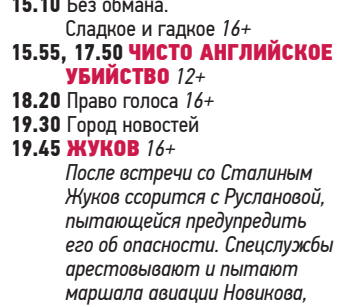 15.10 Без обмана.
Сладкое и гадкое 16+
15.55, 17.50 ЧИСТО АНГЛИЙСКОЕ
УБИЙСТВО 12+
18.20 Право голоса 16+
19.30 Город новостей
19.45 ЖУКОВ 16+
После встречи со Сталиным
Жуков ссорится с Руслановой,
пытающейся предупредить
его об опасности. Спецслужбы
арестовывают и пытают
маршала авиации Новикова,